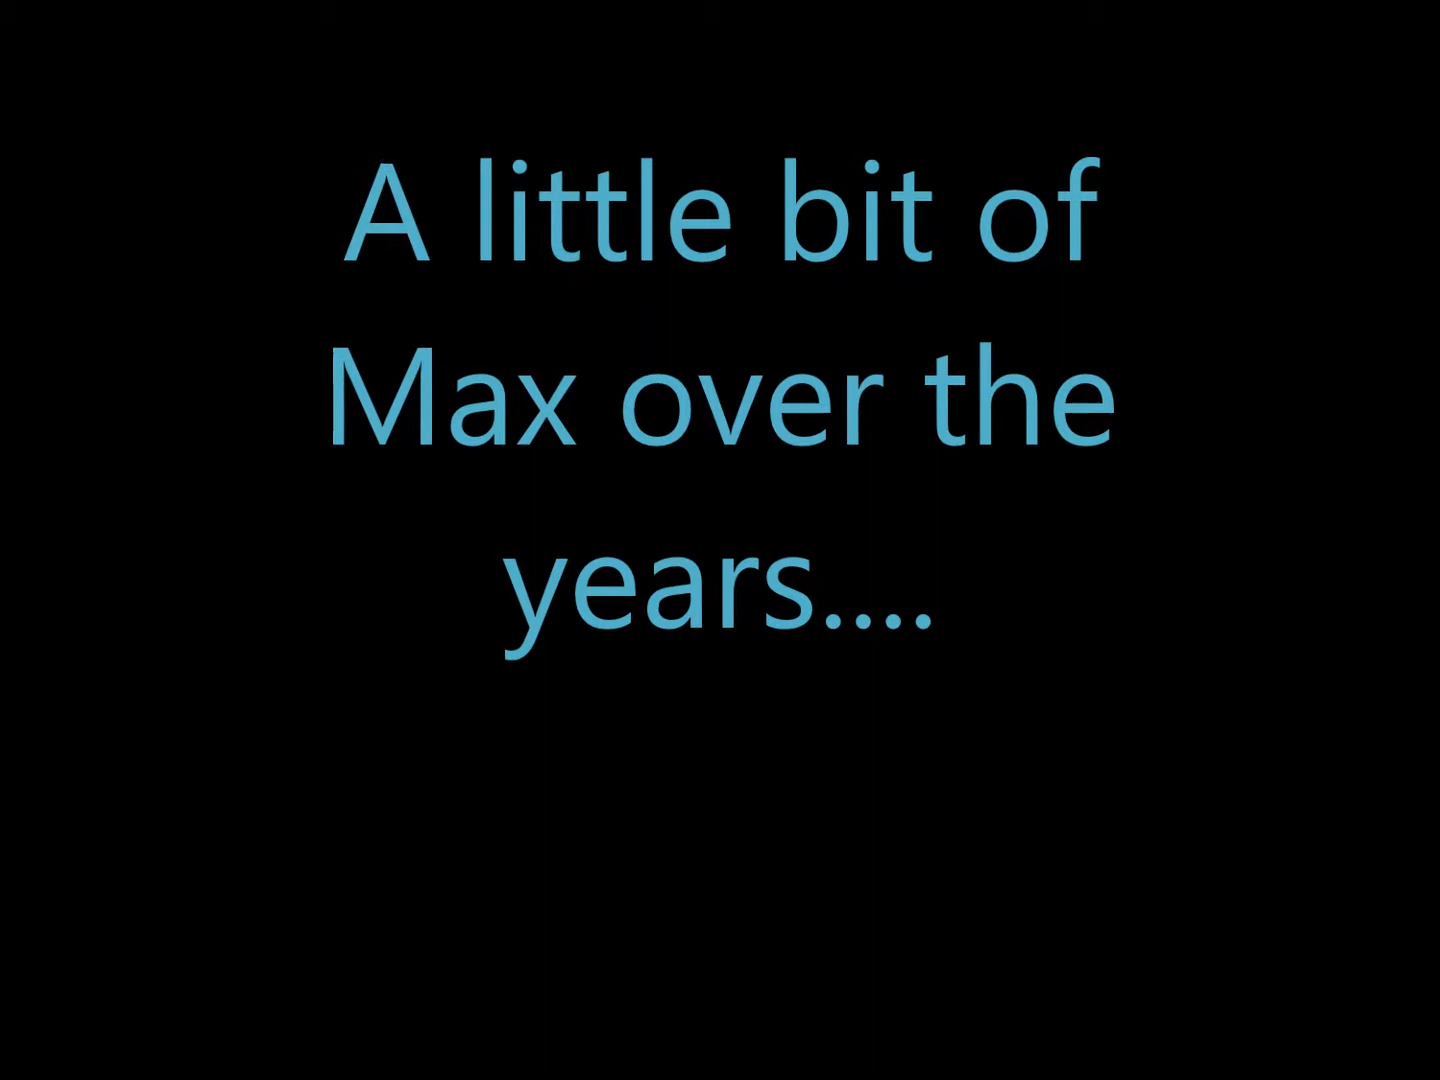 A little bit of
Max over the
years....